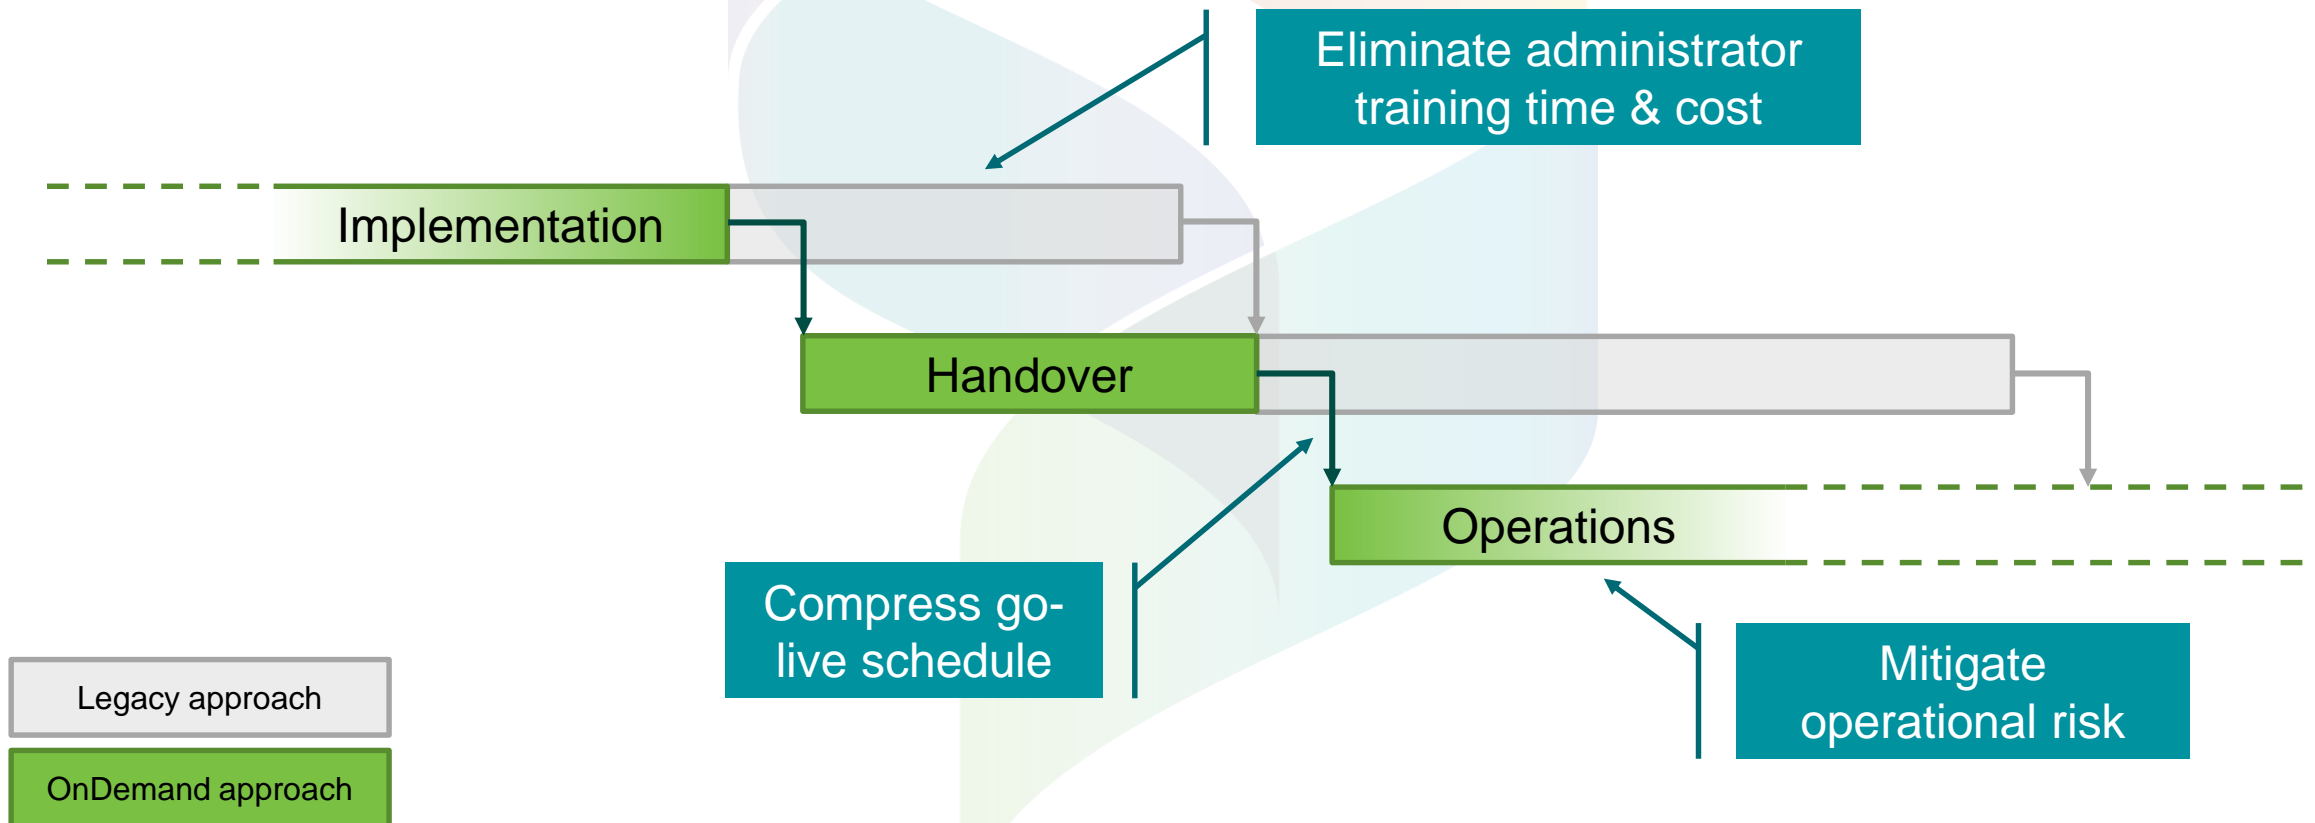 Eliminate administrator
training time & cost
Implementation
Handover
Operations
Compress go-
live schedule
Mitigate
operational risk
Legacy approach
OnDemand approach